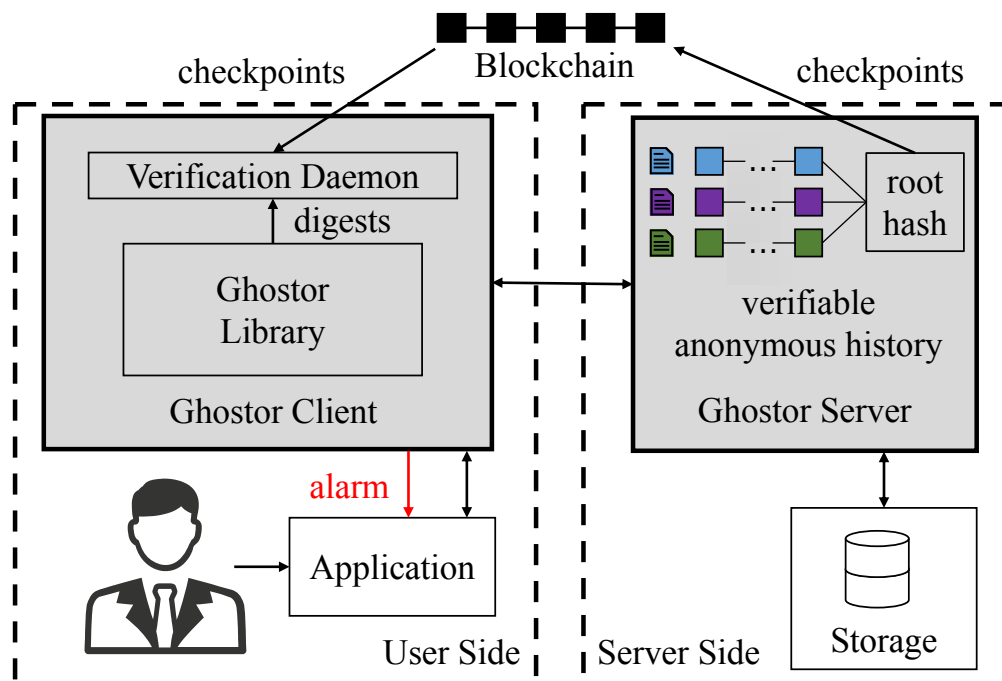 Blockchain
checkpoints
checkpoints
Verification Daemon
digests
Ghostor
Library
Ghostor Client
alarm
Application
User Side
...
...
...
root
hash
verifiable
anonymous history
Ghostor Server
Storage
Server Side